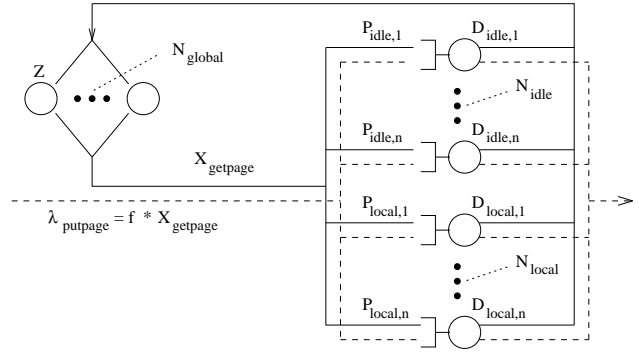 P_idle,1 D_idle,1
Z N_global
N_idle
P_idle,n D_idle,n
X_getpage
λ_putpage = f * X_getpage
P_local,1 D_local,1
N_local
P_local,n D_local,n